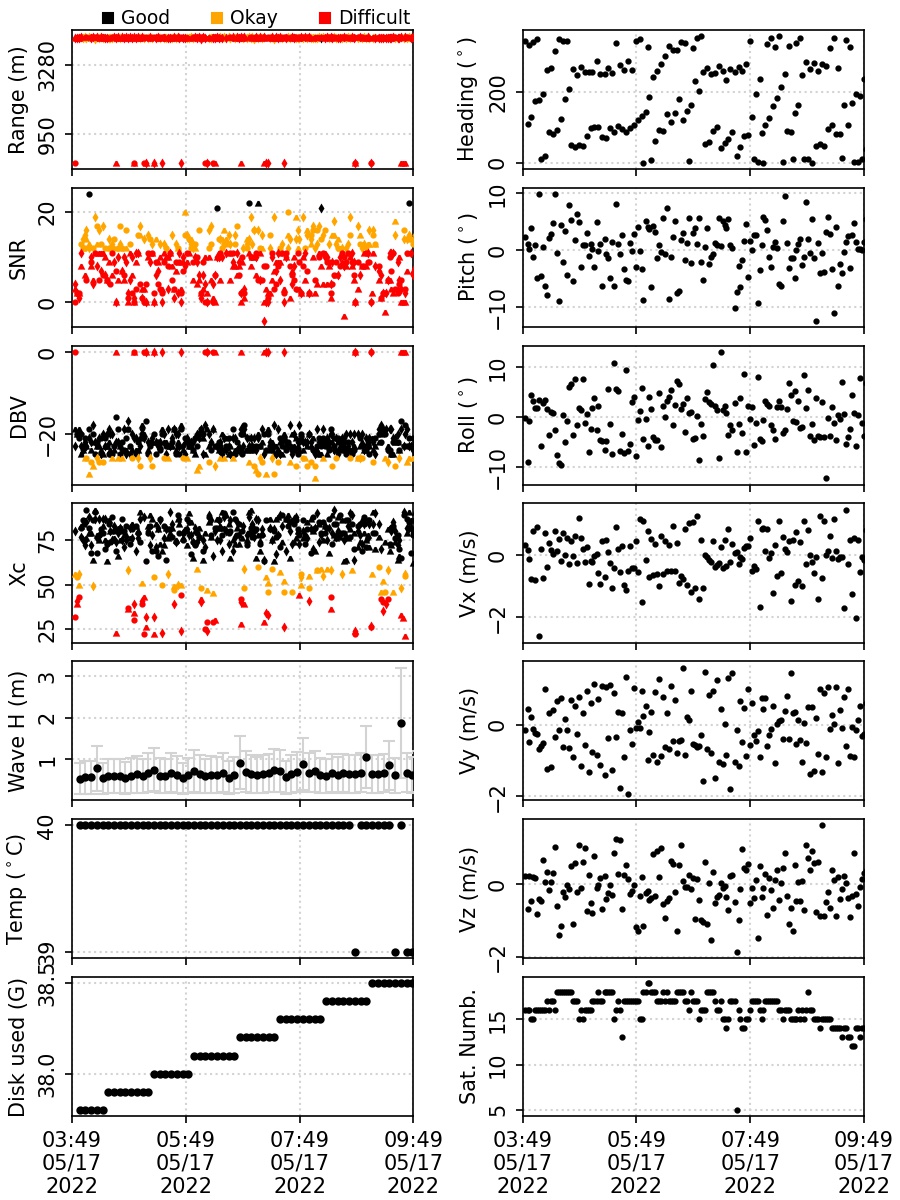 Good Okay Difficult
Range (m)
3280
950
Heading (°)
200
0
SNR
20
0
Pitch (°)
10
0
−10
DBV
0
−20
Roll (°)
10
0
−10
Xc
75
50
25
Vx (m/s)
0
−2
Wave H (m)
3
2
1
Vy (m/s)
0
−2
Temp (°C)
40
39
Vz (m/s)
0
−2
Disk used (G)
38.5
38.0
Sat. Numb.
15
10
5
03:49 05:49 07:49 09:49
05/17 05/17 05/17 05/17
2022 2022 2022 2022
03:49 05:49 07:49 09:49
05/17 05/17 05/17 05/17
2022 2022 2022 2022